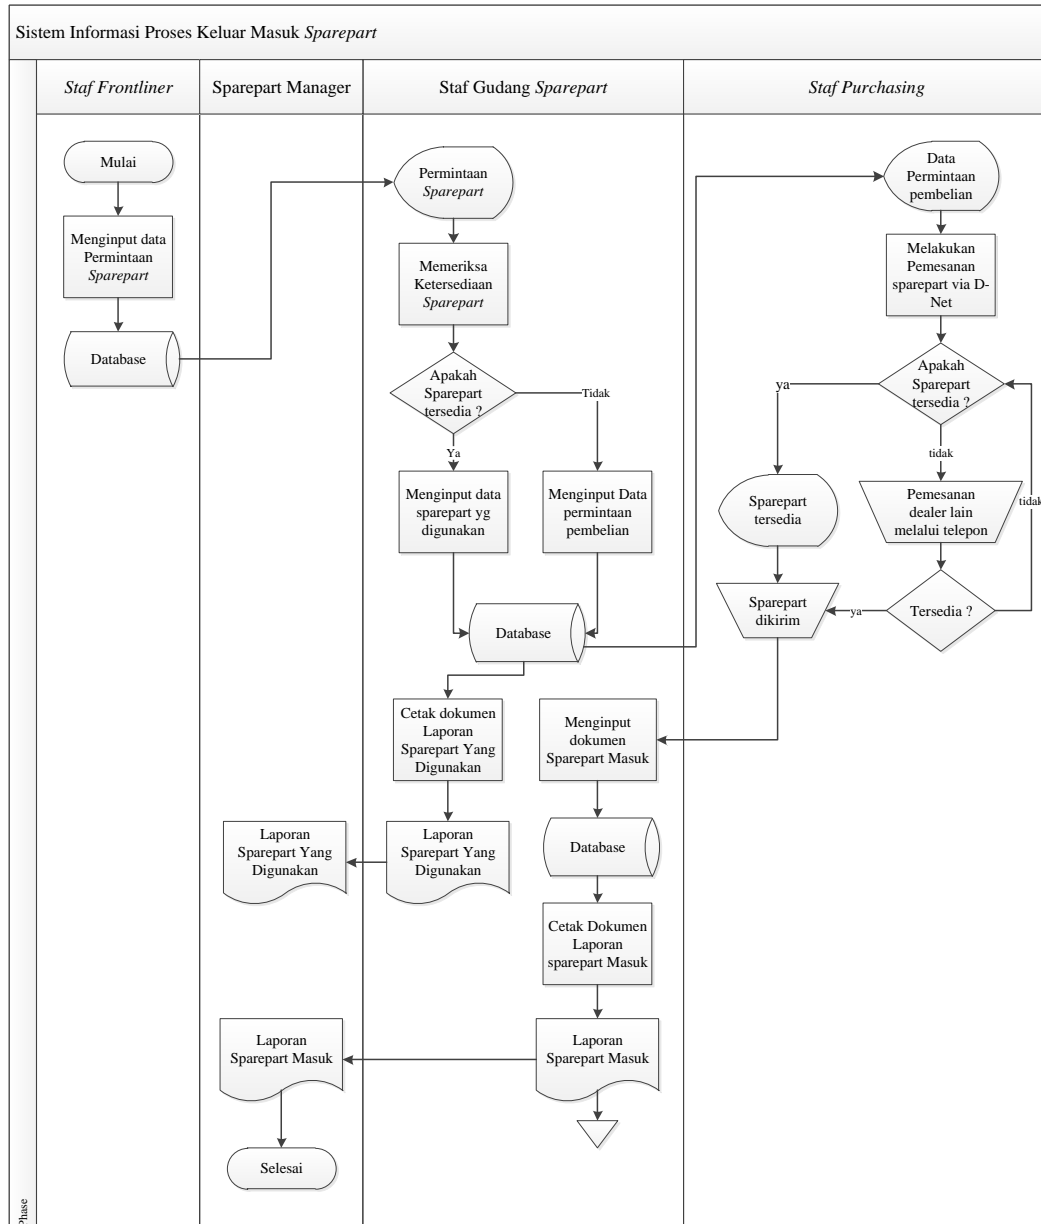 Sistem Informasi Proses Keluar Masuk Sparepart
Staf Frontliner
Sparepart Manager
Staf Gudang Sparepart
Staf Purchasing
Mulai
Menginput data
Permintaan
Sparepart
Database
Permintaan
Sparepart
Memeriksa
Ketersediaan
Sparepart
Apakah
Sparepart
tersedia ?
Tidak
Ya
Menginput data
sparepart yg
digunakan
Menginput Data
permintaan
pembelian
Database
Data
Permintaan
pembelian
Melakukan
Pemesanan
sparepart via D-
Net
Apakah
Sparepart
tersedia ?
ya
tidak
Sparepart
tersedia
Pemesanan
dealer lain
melalui telepon
tidak
Tersedia ?
ya
Sparepart
dikirim
Cetak dokumen
Laporan
Sparepart Yang
Digunakan
Menginput
dokumen
Sparepart Masuk
Laporan
Sparepart Yang
Digunakan
Laporan
Sparepart Yang
Digunakan
Database
Cetak Dokumen
Laporan
sparepart Masuk
Laporan
Sparepart Masuk
Laporan
Sparepart Masuk
Selesai
Phase